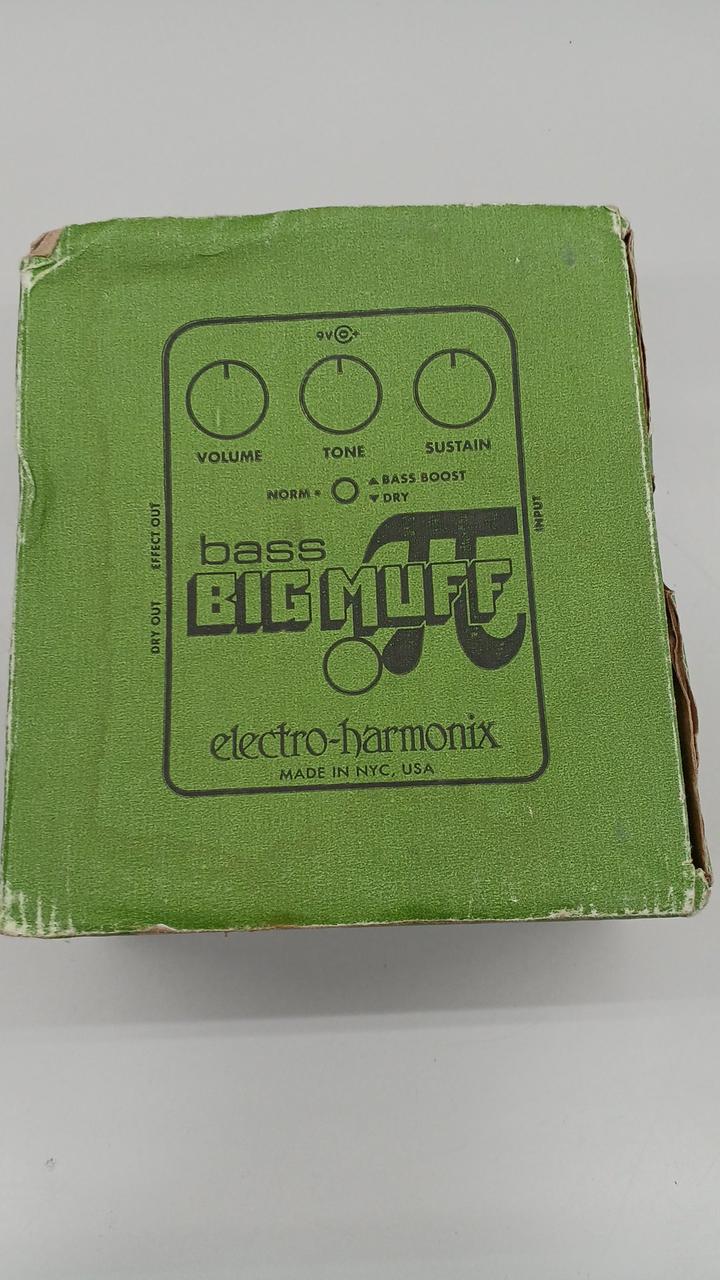 9V
VOLUME
TONE
SUSTAIN
NORM
BASS BOOST
DRY
EFFECT OUT
DRY OUT
INPUT
bass
BIG MUFF
π
electro-harmonix
MADE IN NYC, USA